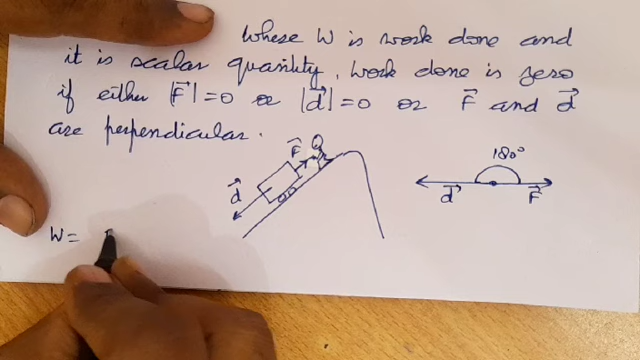 Where W is work done and
it is scalar quantity. Work done is zero
if either |F⃗|=0 or |d⃗|=0 or F⃗ and d⃗
are perpendicular.
F⃗
d⃗
180°
d⃗ F⃗
W=